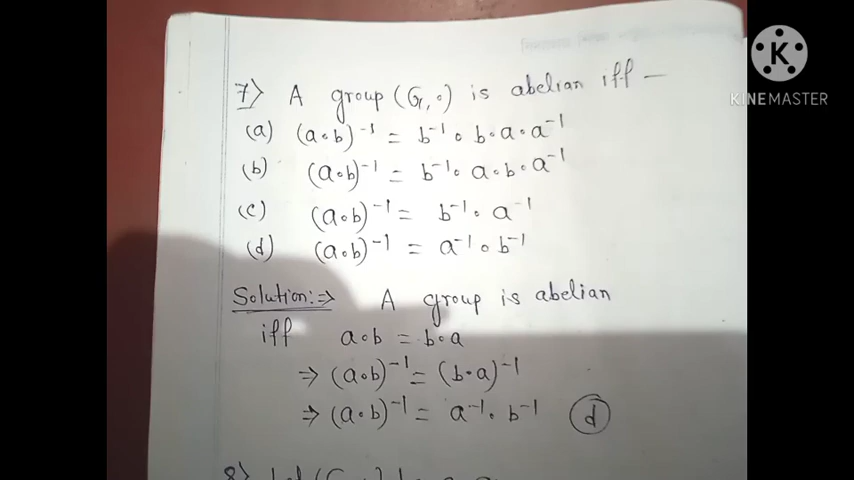 7> A group (G, ∘) is abelian iff —
(a) (a∘b)⁻¹ = b⁻¹∘b∘a∘a⁻¹
(b) (a∘b)⁻¹ = b⁻¹∘a∘b∘a⁻¹
(c) (a∘b)⁻¹ = b⁻¹∘a⁻¹
(d) (a∘b)⁻¹ = a⁻¹∘b⁻¹
Solution:⇒ A group is abelian
iff a∘b = b∘a
⇒ (a∘b)⁻¹ = (b∘a)⁻¹
⇒ (a∘b)⁻¹ = a⁻¹∘b⁻¹ (d)
8>
KINEMASTER